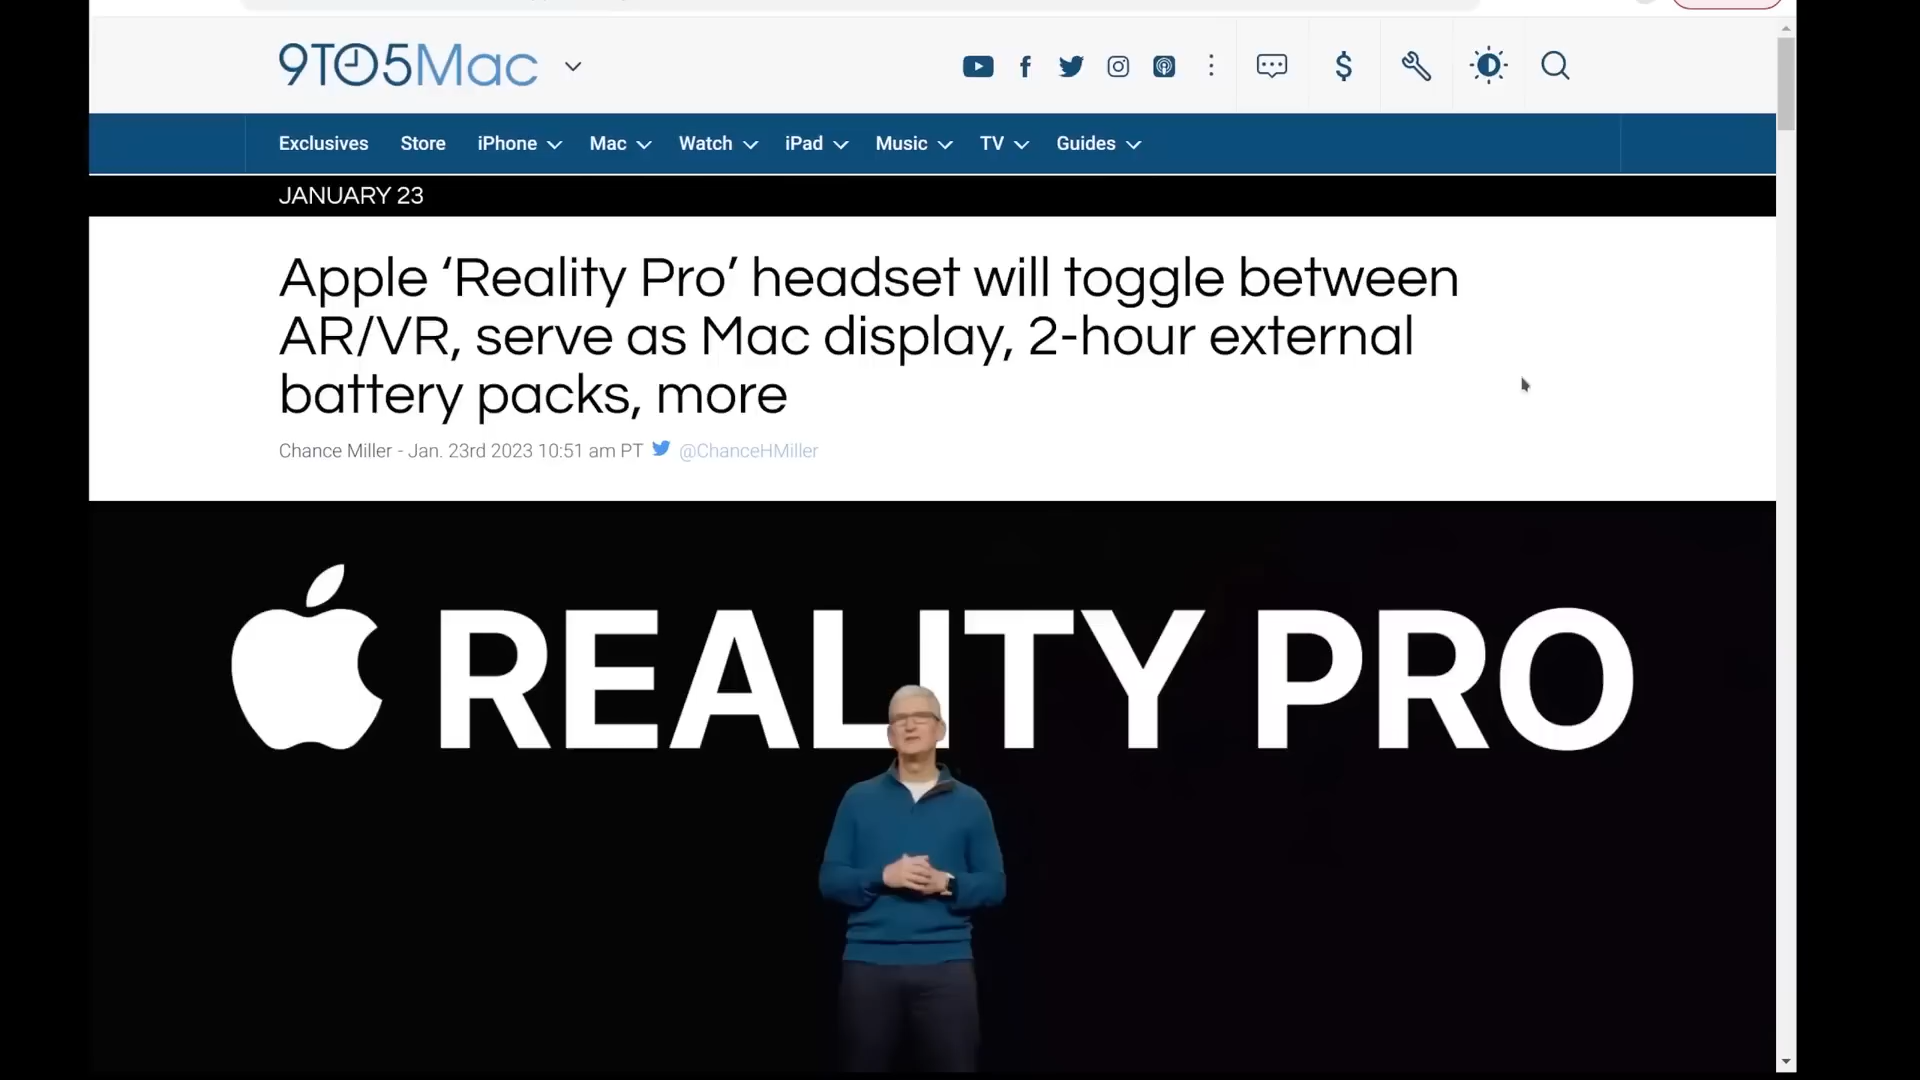 9TO5Mac
Exclusives Store iPhone Mac Watch iPad Music TV Guides
JANUARY 23
Apple ‘Reality Pro’ headset will toggle between
AR/VR, serve as Mac display, 2-hour external
battery packs, more
Chance Miller - Jan. 23rd 2023 10:51 am PT @ChanceHMiller
REALITY PRO